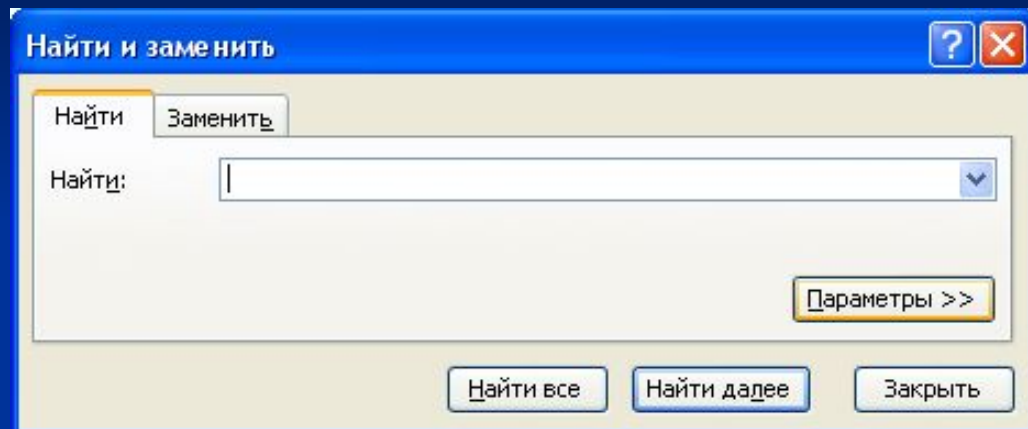 Найти и заменить
Найти Заменить
Найти:
Параметры >>
Найти все Найти далее Закрыть